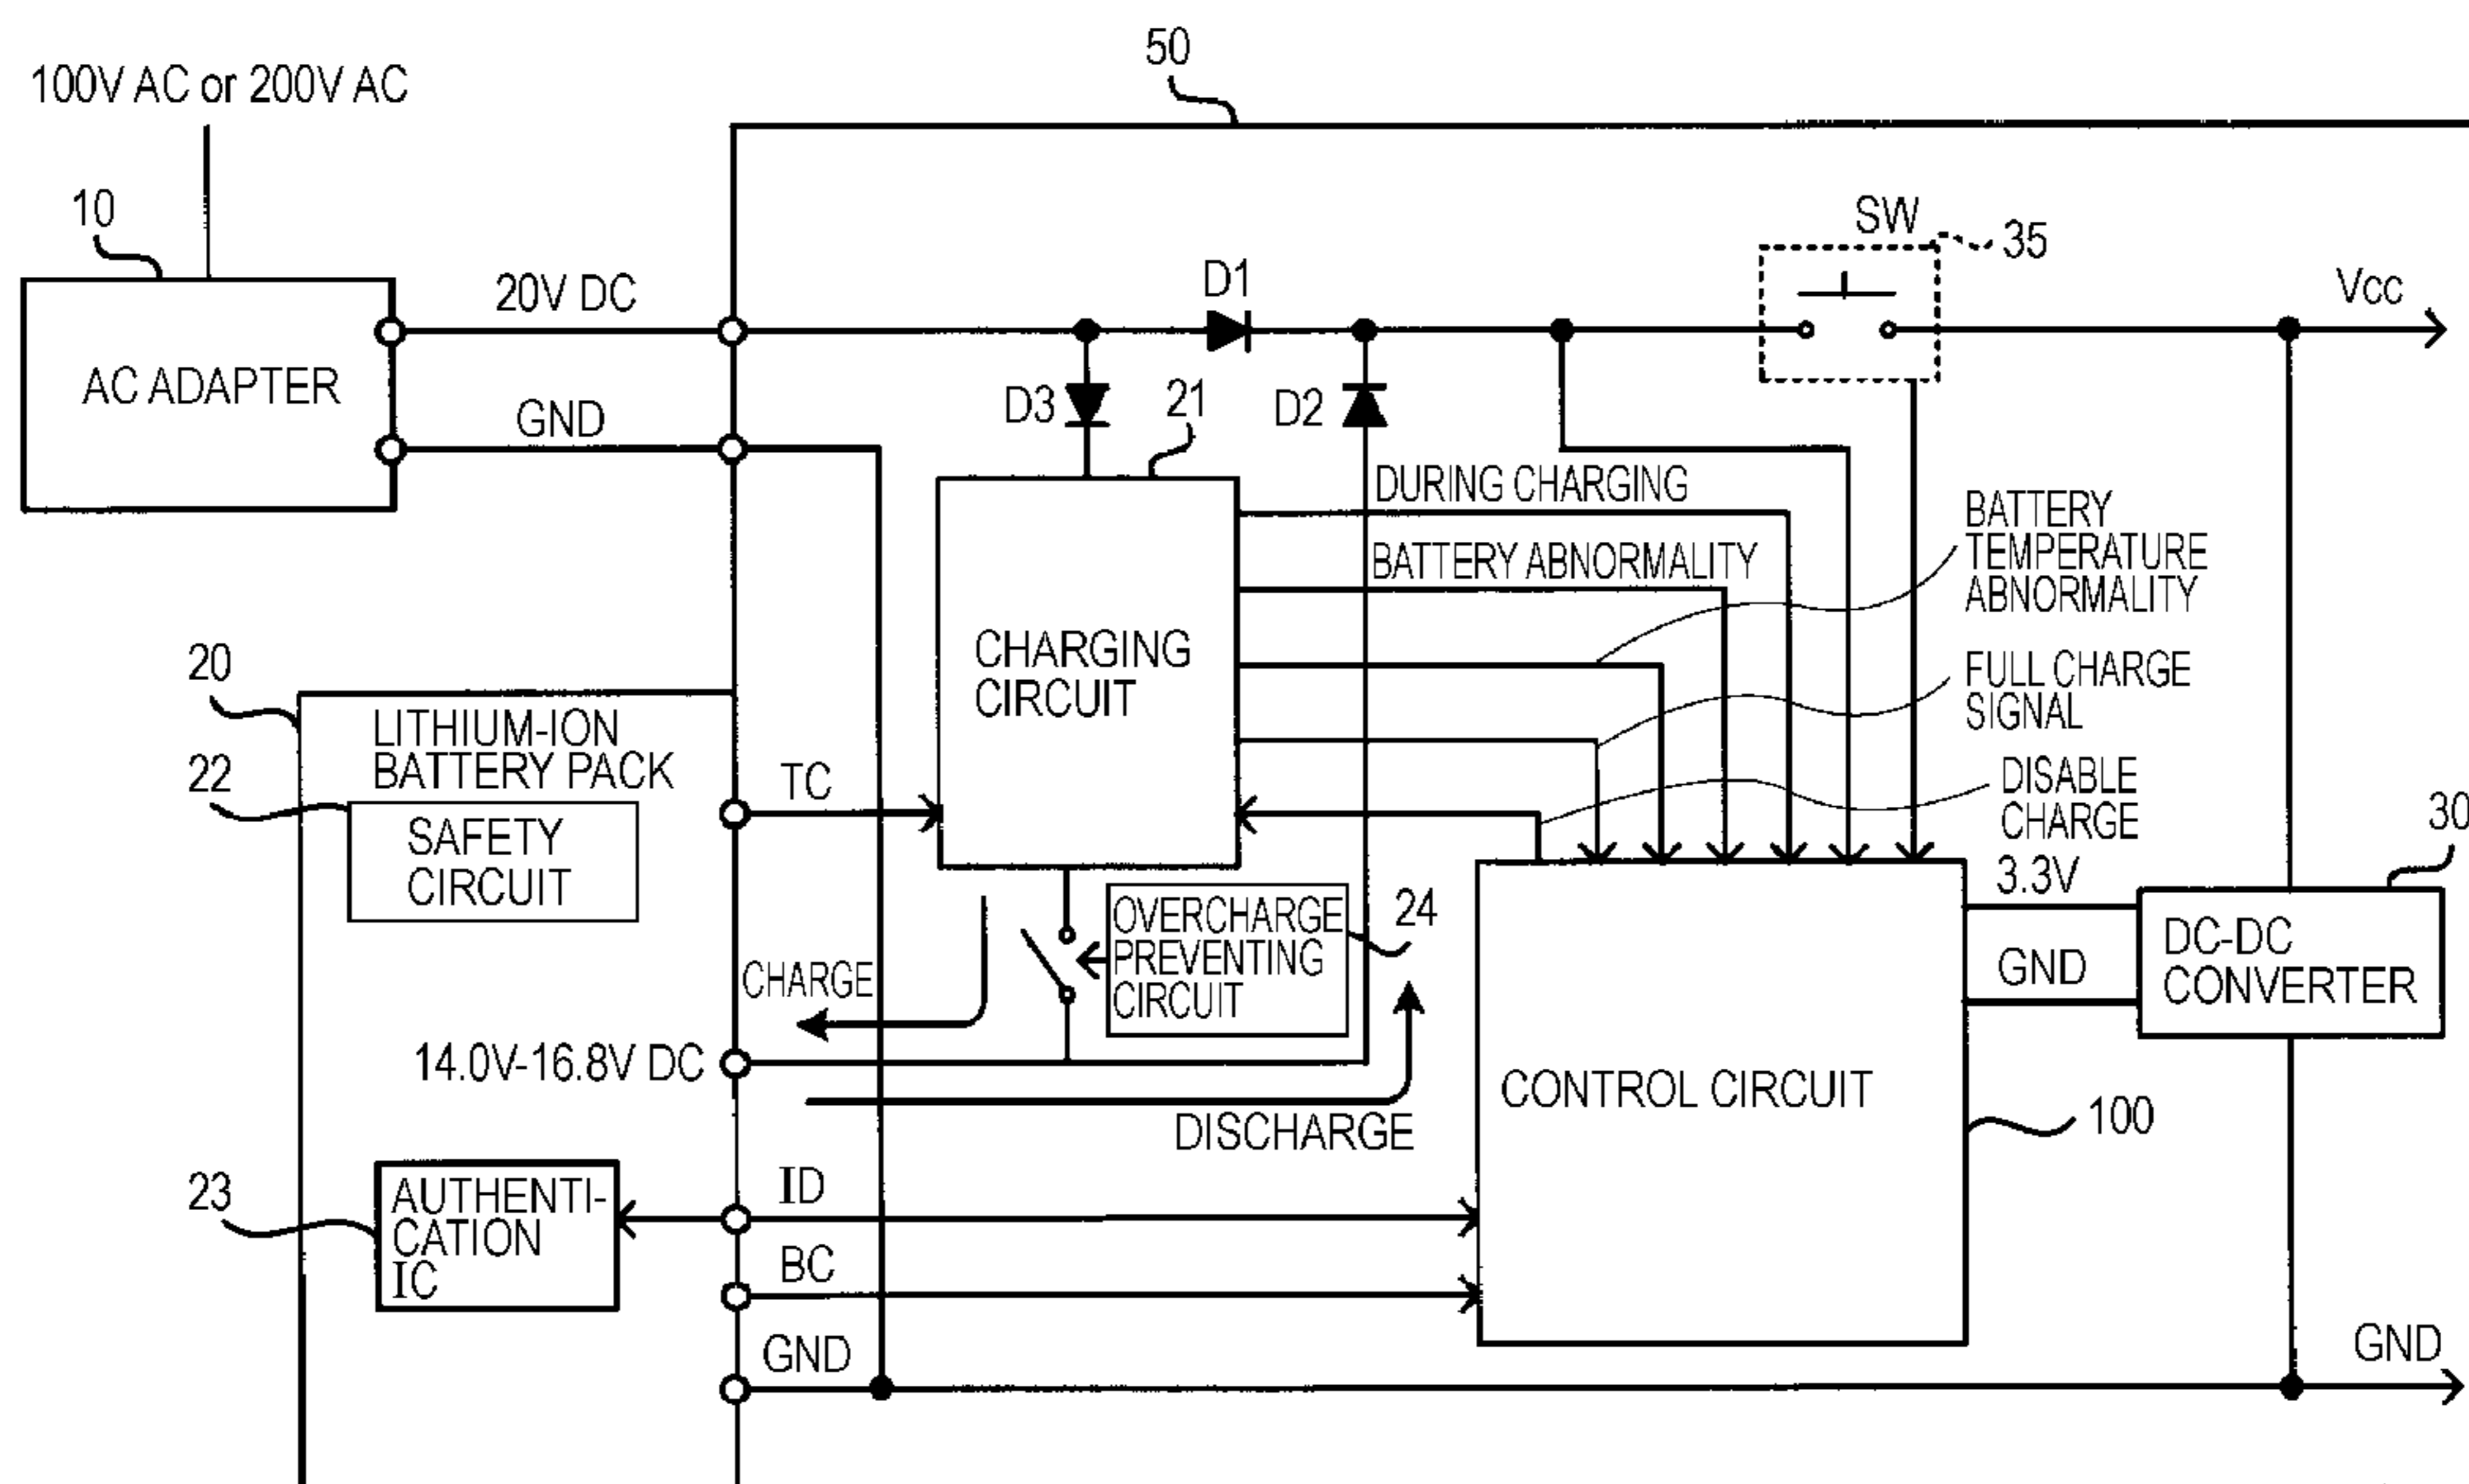 50
100V AC or 200V AC
10
SW
35
20V DC
D1
Vcc
AC ADAPTER
GND
D3
21
D2
DURING CHARGING
BATTERY
TEMPERATURE
ABNORMALITY
BATTERY ABNORMALITY
CHARGING
CIRCUIT
FULL CHARGE
SIGNAL
20
LITHIUM-ION
BATTERY PACK
22
TC
DISABLE
CHARGE
30
SAFETY
CIRCUIT
3.3V
OVERCHARGE
PREVENTING
CIRCUIT
24
DC-DC
CONVERTER
GND
CHARGE
14.0V-16.8V DC
CONTROL CIRCUIT
100
DISCHARGE
23
AUTHENTI-
CATION
IC
ID
BC
GND
GND